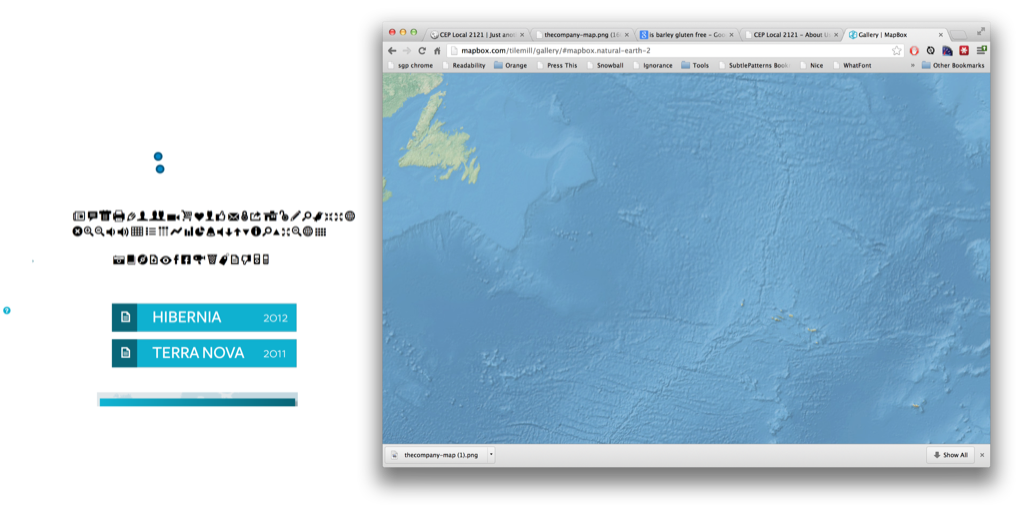 HIBERNIA 2012
TERRA NOVA 2011
CEP Local 2121 | Just anot
thecompany-map.png (16
is barley gluten free - Goo
CEP Local 2121 - About U
Gallery | MapBox
mapbox.com/tilemill/gallery/#mapbox.natural-earth-2
sgp chrome Readability Orange Press This Snowball Ignorance Tools SubtlePatterns Book Nice WhatFont » Other Bookmarks
thecompany-map (1).png
Show All